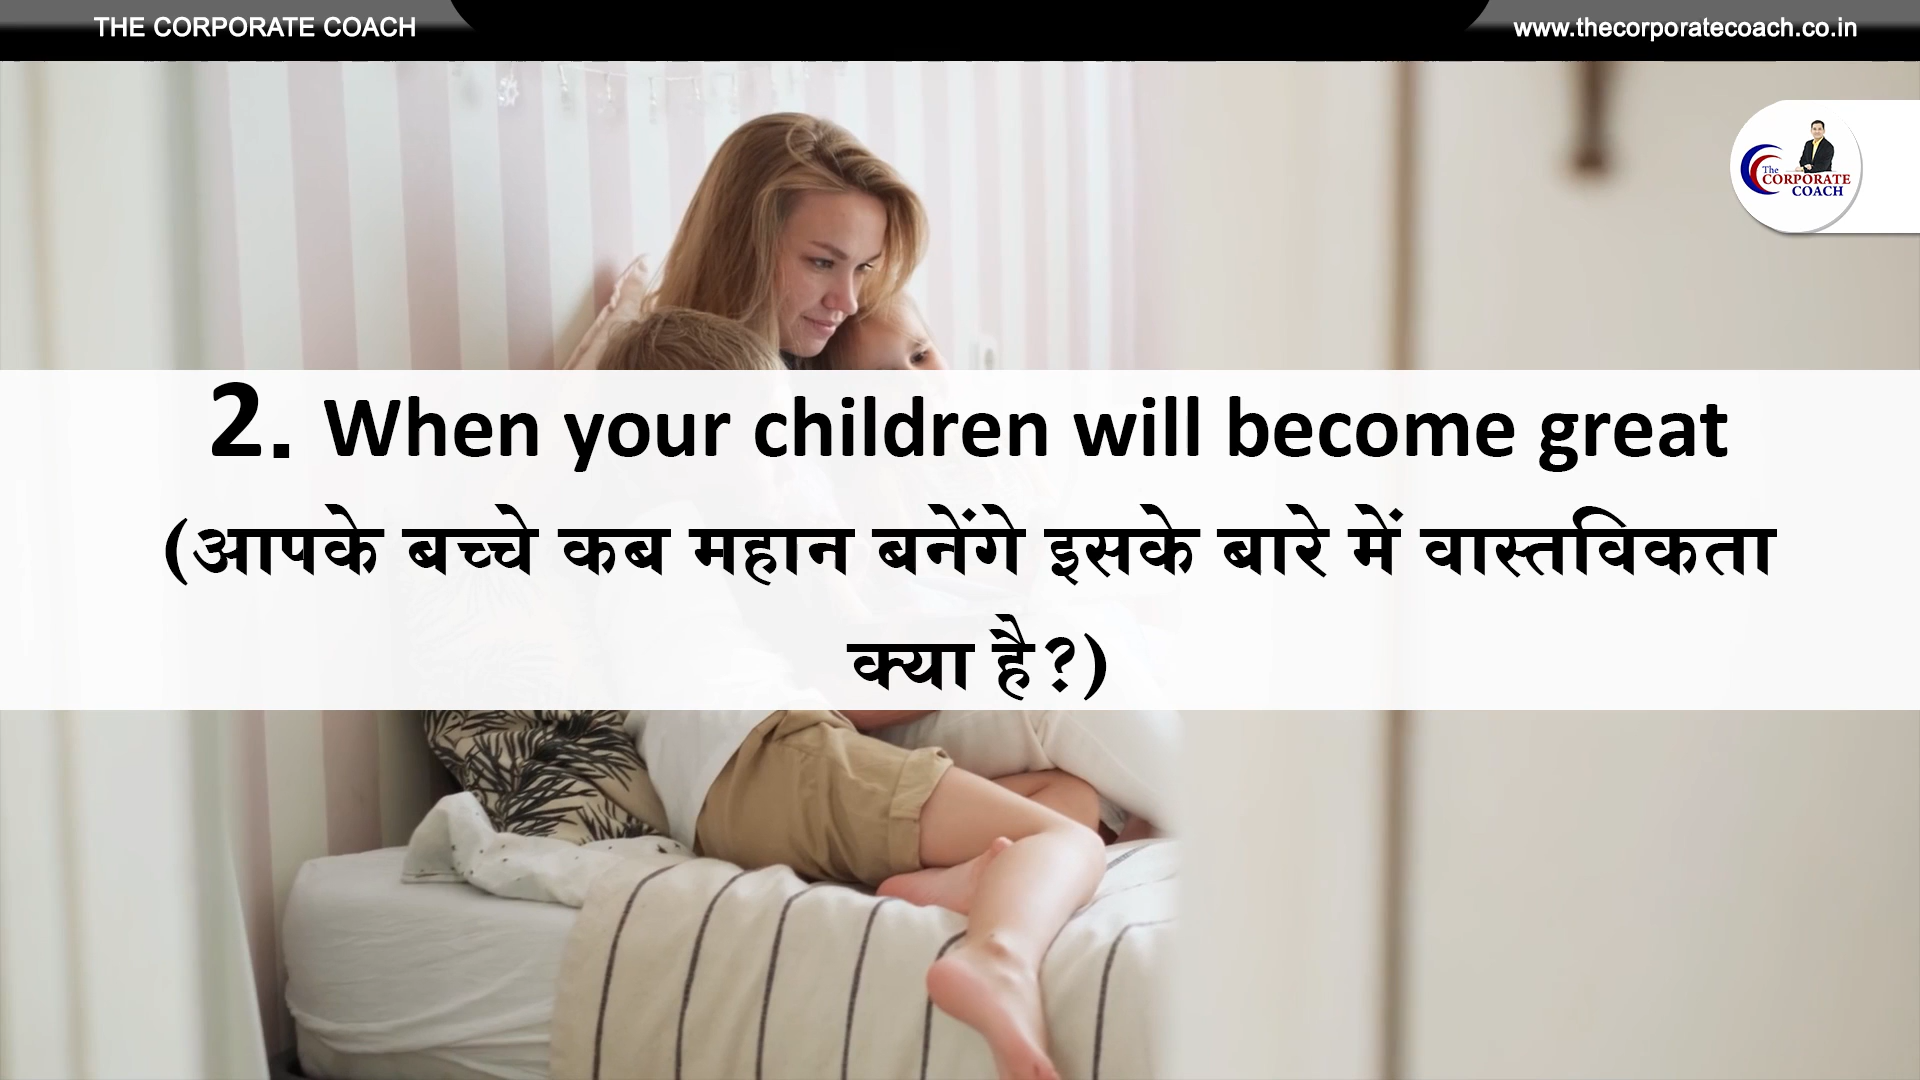 THE CORPORATE COACH
www.thecorporatecoach.co.in
The
CORPORATE
COACH
2. When your children will become great
(आपके बच्चे कब महान बनेंगे इसके बारे में वास्तविकता
क्या है?)